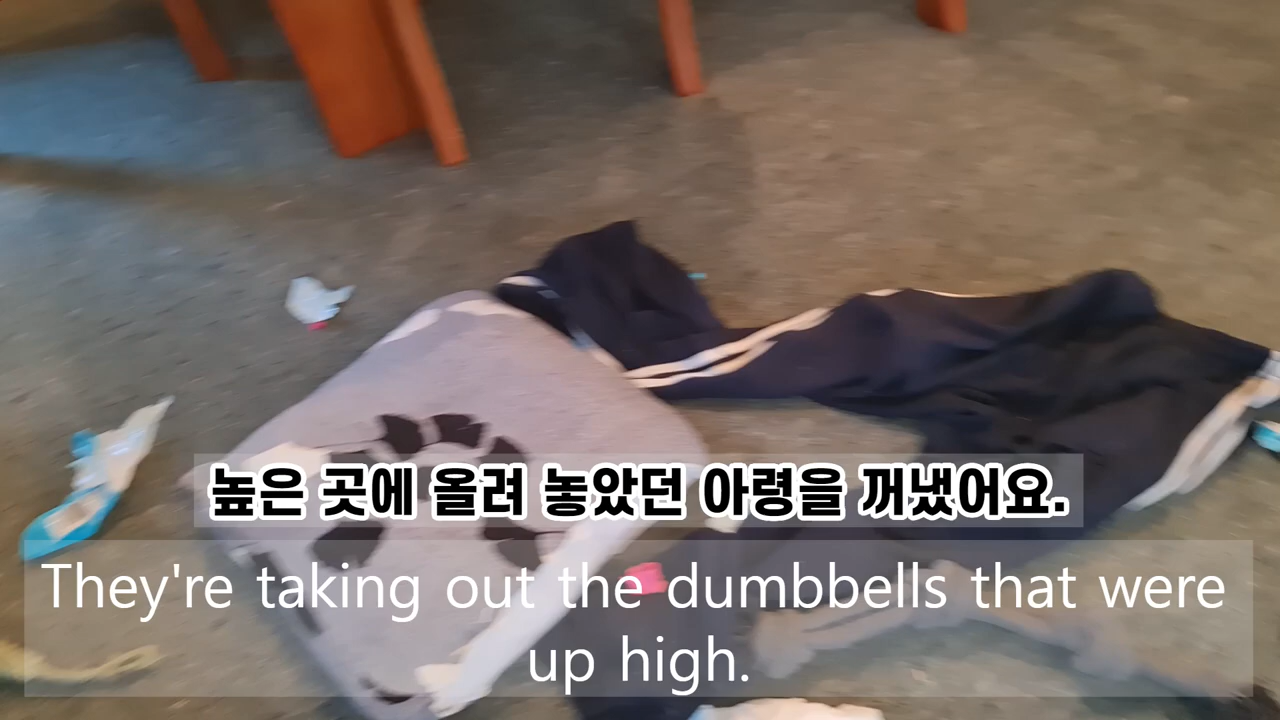 높은 곳에 올려 놓았던 아령을 꺼냈어요.
They're taking out the dumbbells that were
up high.